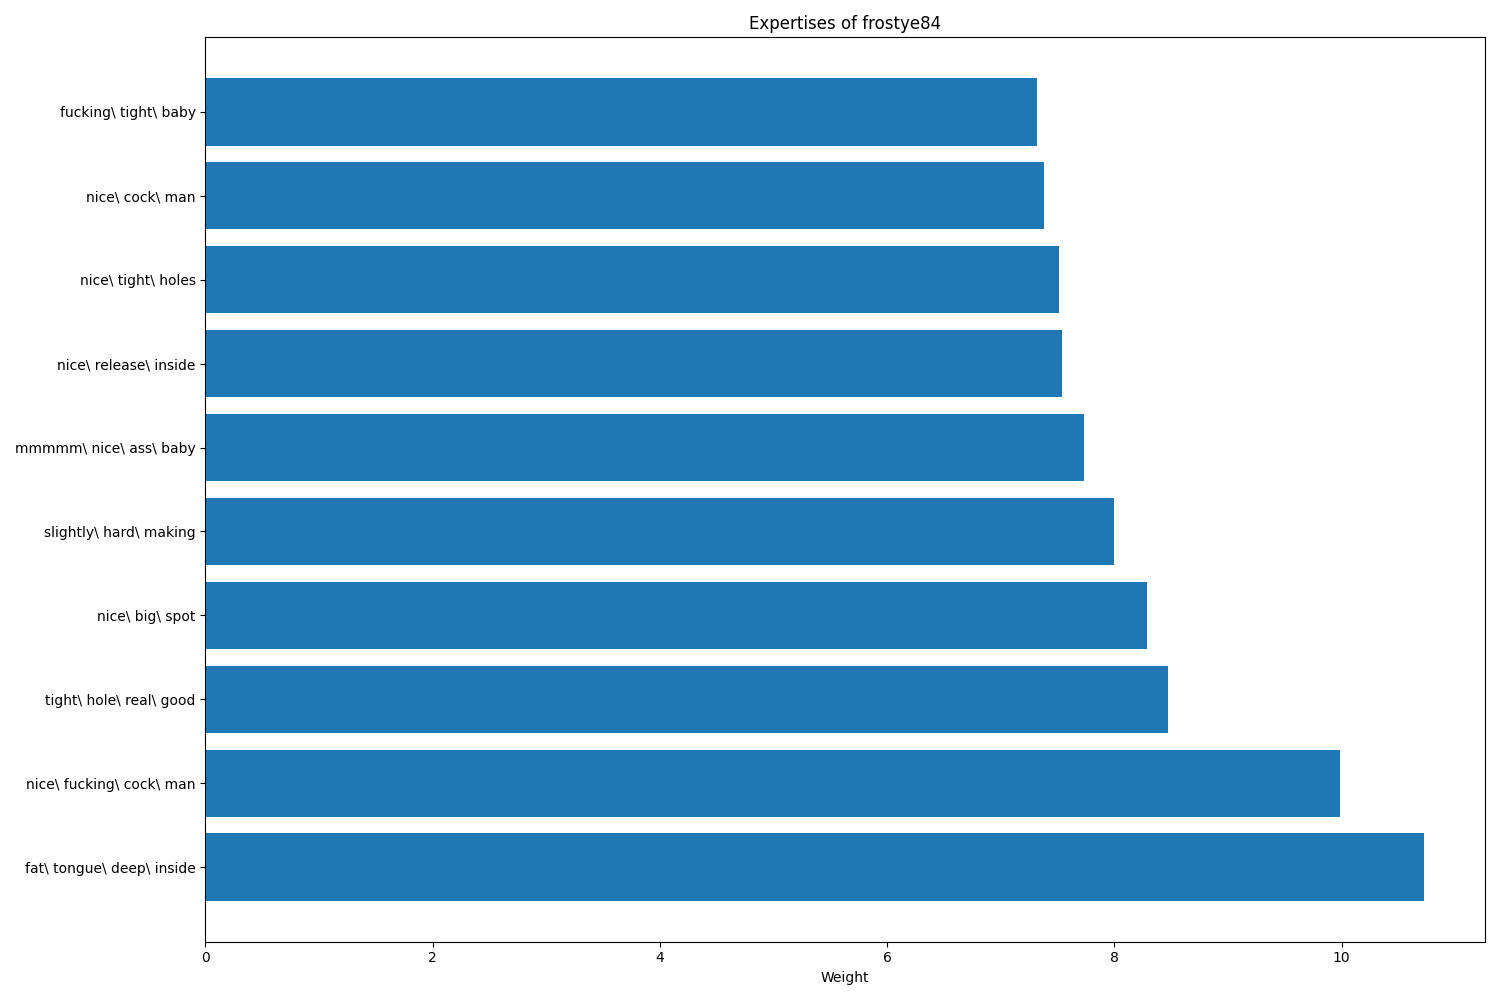 Expertises of frostye84
fucking\ tight\ baby
nice\ cock\ man
nice\ tight\ holes
nice\ release\ inside
mmmmm\ nice\ ass\ baby
slightly\ hard\ making
nice\ big\ spot
tight\ hole\ real\ good
nice\ fucking\ cock\ man
fat\ tongue\ deep\ inside
0 2 4 6 8 10
Weight